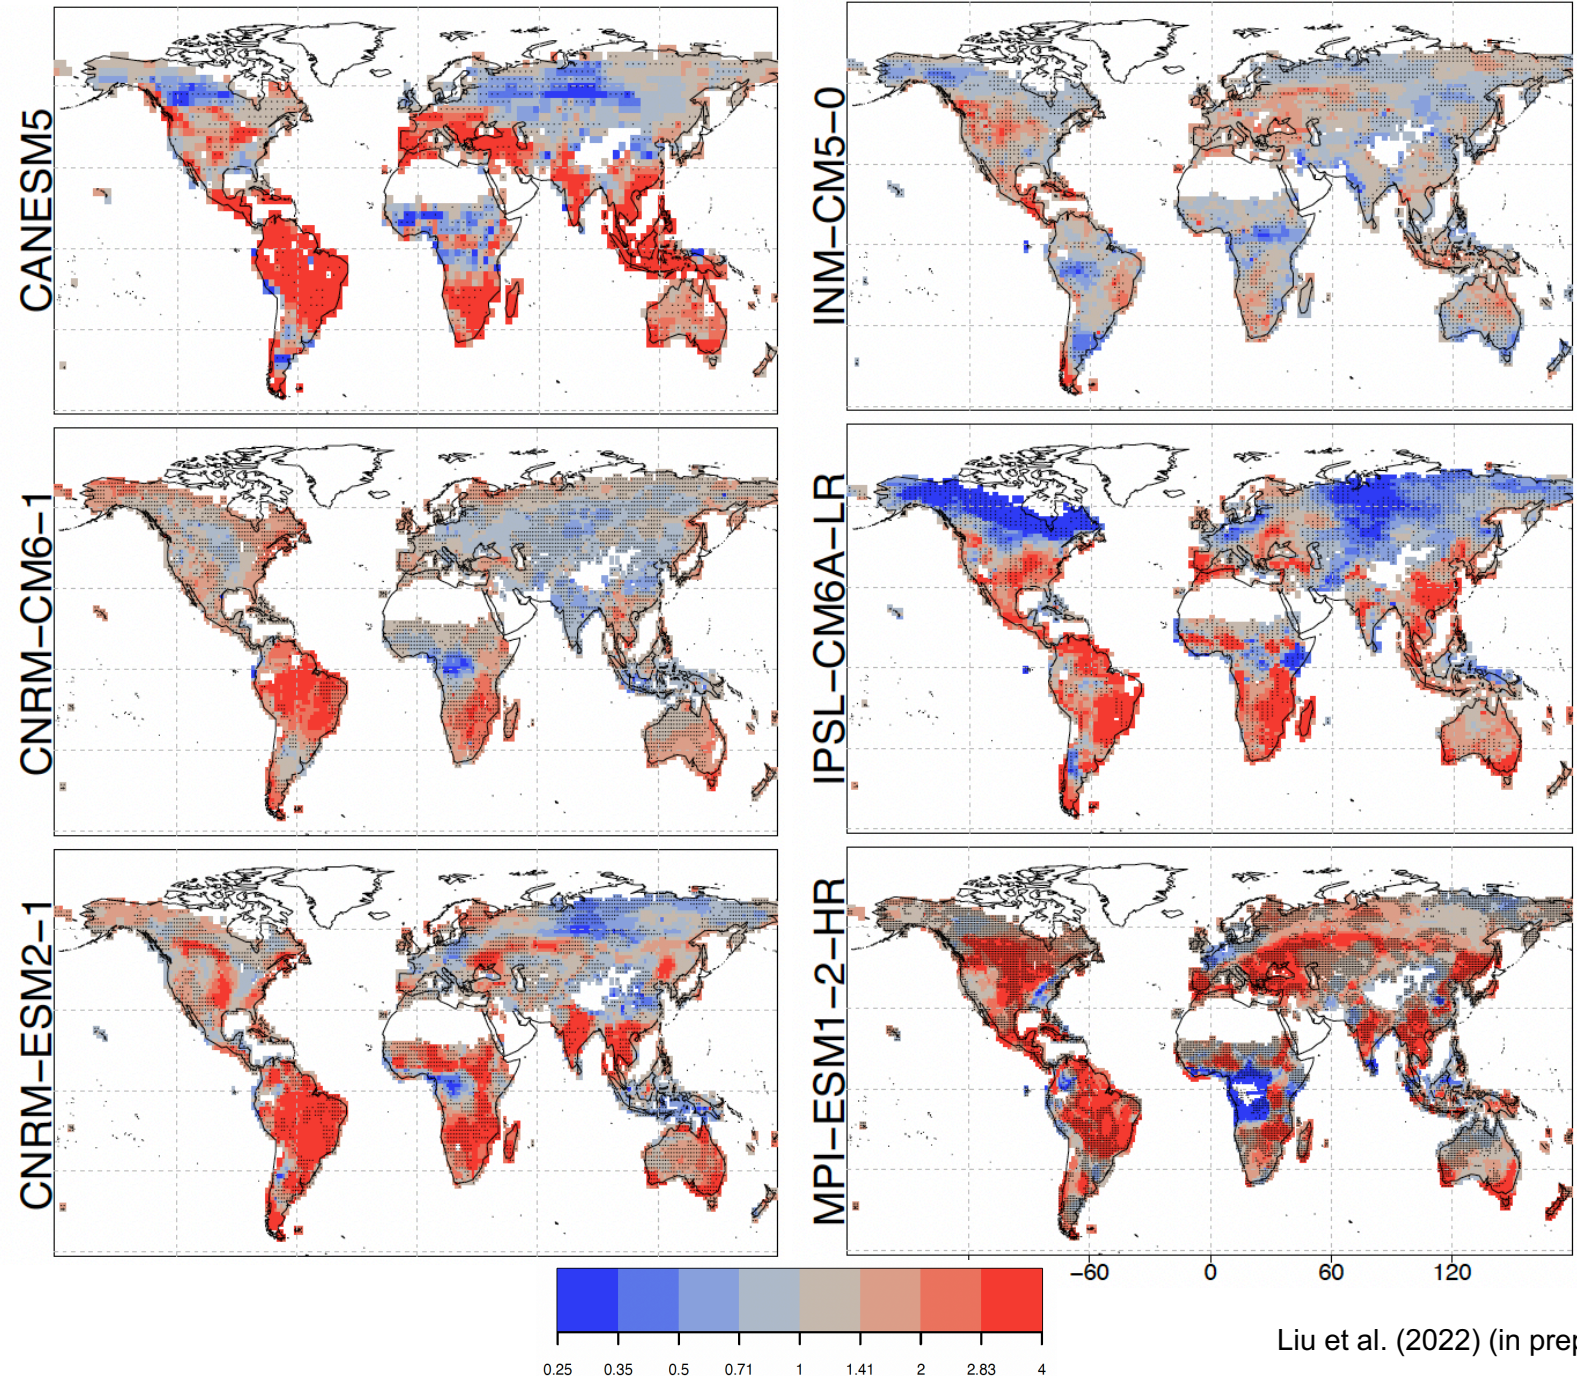 CANESM5
INM−CM5−0
CNRM−CM6−1
IPSL−CM6A−LR
CNRM−ESM2−1
MPI−ESM1−2−HR
−60 0 60 120
0.25 0.35 0.5 0.71 1 1.41 2 2.83 4
Liu et al. (2022) (in prep